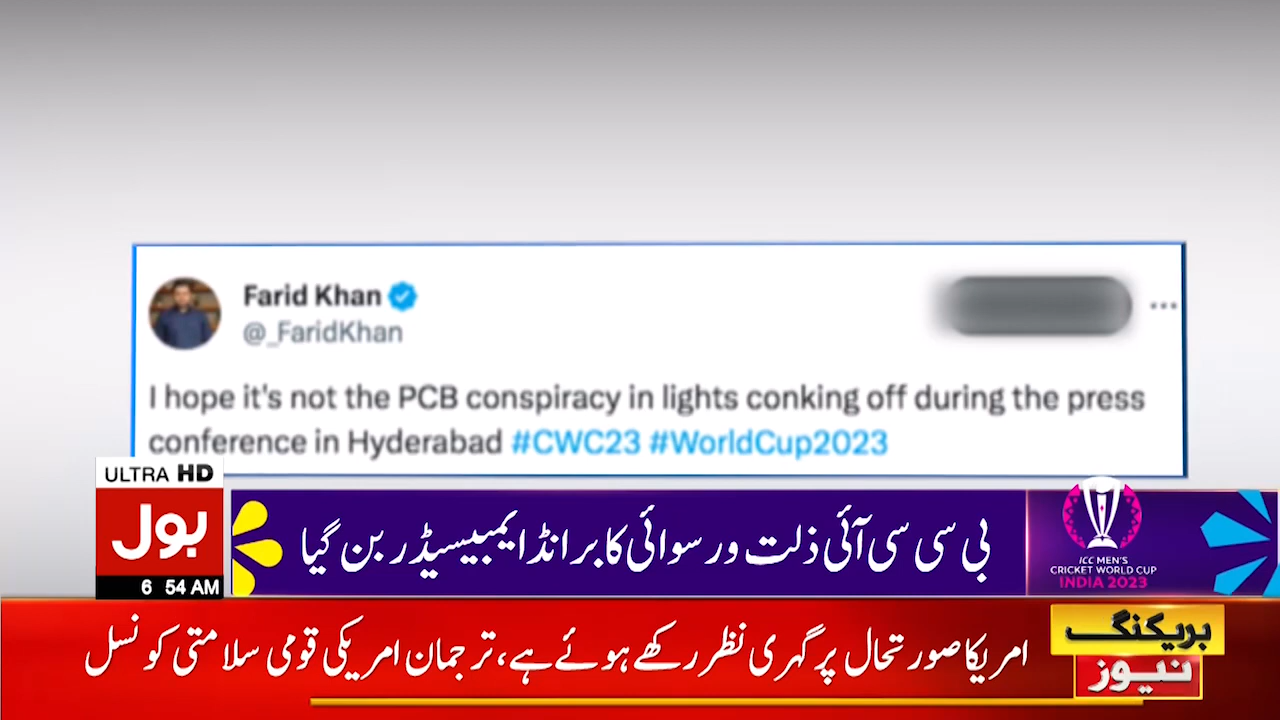 Farid Khan
@_FaridKhan
I hope it's not the PCB conspiracy in lights conking off during the press
conference in Hyderabad #CWC23 #WorldCup2023
ULTRA HD
بول
6 54 AM
بی سی سی آئی ذلت ورسوائی کا برانڈ ایمبیسیڈر بن گیا
ICC MEN'S
CRICKET WORLD CUP
INDIA 2023
بریکنگ
نیوز
امریکا صورتحال پر گہری نظر رکھے ہوئے ہے، ترجمان امریکی قومی سلامتی کونسل